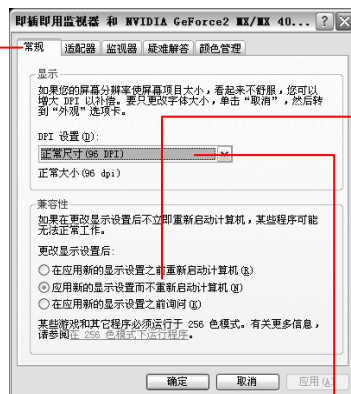 即插即用监视器 和 NVIDIA GeForce2 MX/MX 40...
常规 适配器 监视器 疑难解答 颜色管理
显示
如果您的屏幕分辨率使屏幕项目太小，看起来不舒服，您可以
增大 DPI 以补偿。要只更改字体大小，单击“取消”，然后转
到“外观”选项卡。
DPI 设置(D):
正常尺寸(96 DPI)
正常大小(96 dpi)
兼容性
如果在更改显示设置后不立即重新启动计算机，某些程序可能
无法正常工作。
更改显示设置后:
在应用新的显示设置之前重新启动计算机(R)
应用新的显示设置而不重新启动计算机(N)
在应用新的显示设置之前询问(K)
某些游戏和其它程序必须运行于 256 色模式。有关更多信息，
请参阅在 256 色模式下运行程序。
确定 取消 应用(A)